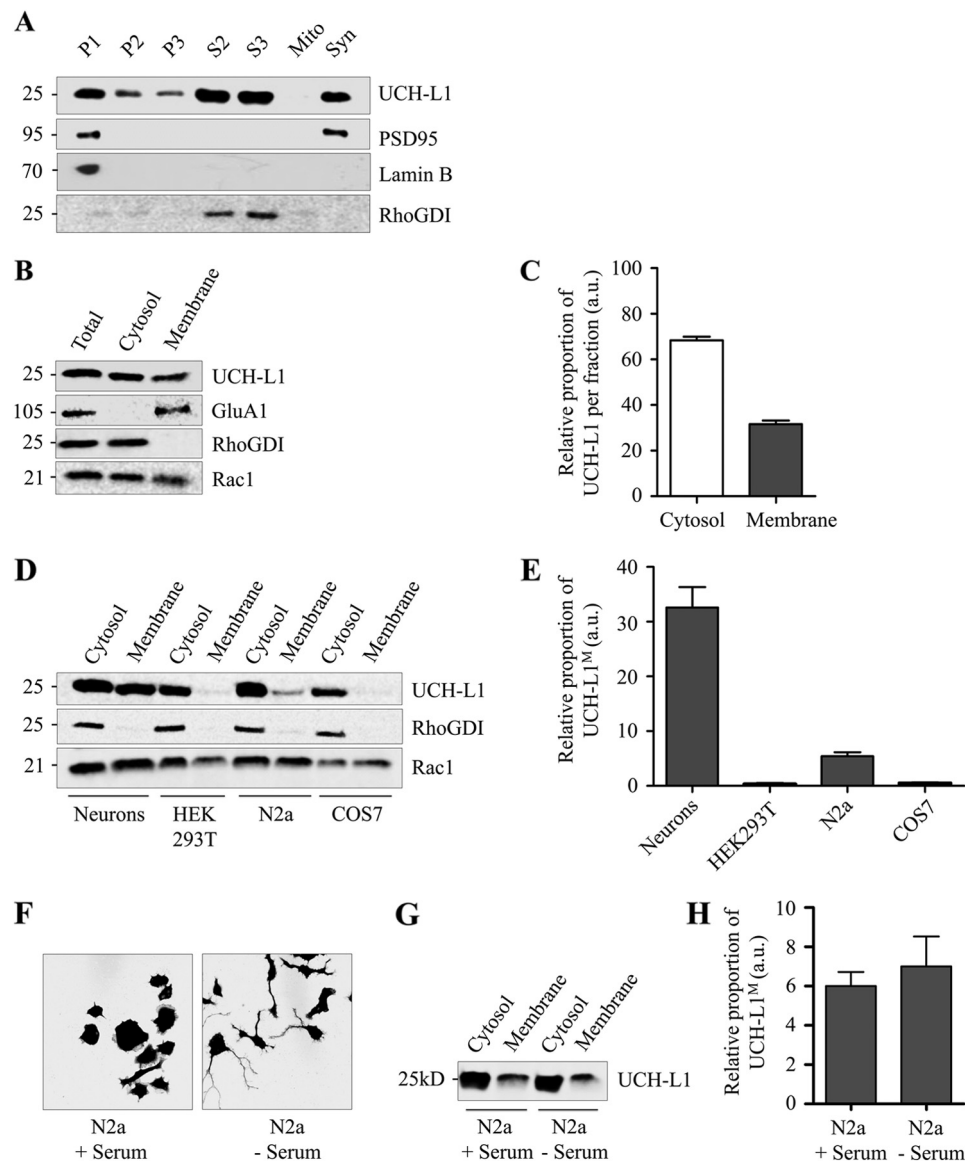 A
P1 P2 P3 S2 S3 Mito Syn
25 UCH-L1
95 PSD95
70 Lamin B
25 RhoGDI
B
Total Cytosol Membrane
25 UCH-L1
105 GluA1
25 RhoGDI
21 Rac1
C
Relative proportion of
UCH-L1 per fraction (a.u.)
100
80
60
40
20
0
Cytosol Membrane
D
Cytosol Membrane Cytosol Membrane Cytosol Membrane Cytosol Membrane
25 UCH-L1
25 RhoGDI
21 Rac1
Neurons HEK N2a COS7
293T
E
Relative proportion of
UCH-L1ᴹ (a.u.)
40
30
20
10
0
Neurons HEK293T N2a COS7
F
N2a N2a
+ Serum - Serum
G
Cytosol Membrane Cytosol Membrane
25kD UCH-L1
N2a N2a
+ Serum - Serum
H
Relative proportion of
UCH-L1ᴹ (a.u.)
10
8
6
4
2
0
N2a N2a
+ Serum - Serum